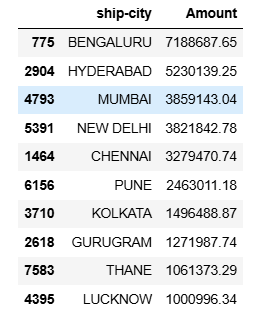 ship-city Amount
775 BENGALURU 7188687.65
2904 HYDERABAD 5230139.25
4793 MUMBAI 3859143.04
5391 NEW DELHI 3821842.78
1464 CHENNAI 3279470.74
6156 PUNE 2463011.18
3710 KOLKATA 1496488.87
2618 GURUGRAM 1271987.74
7583 THANE 1061373.29
4395 LUCKNOW 1000996.34